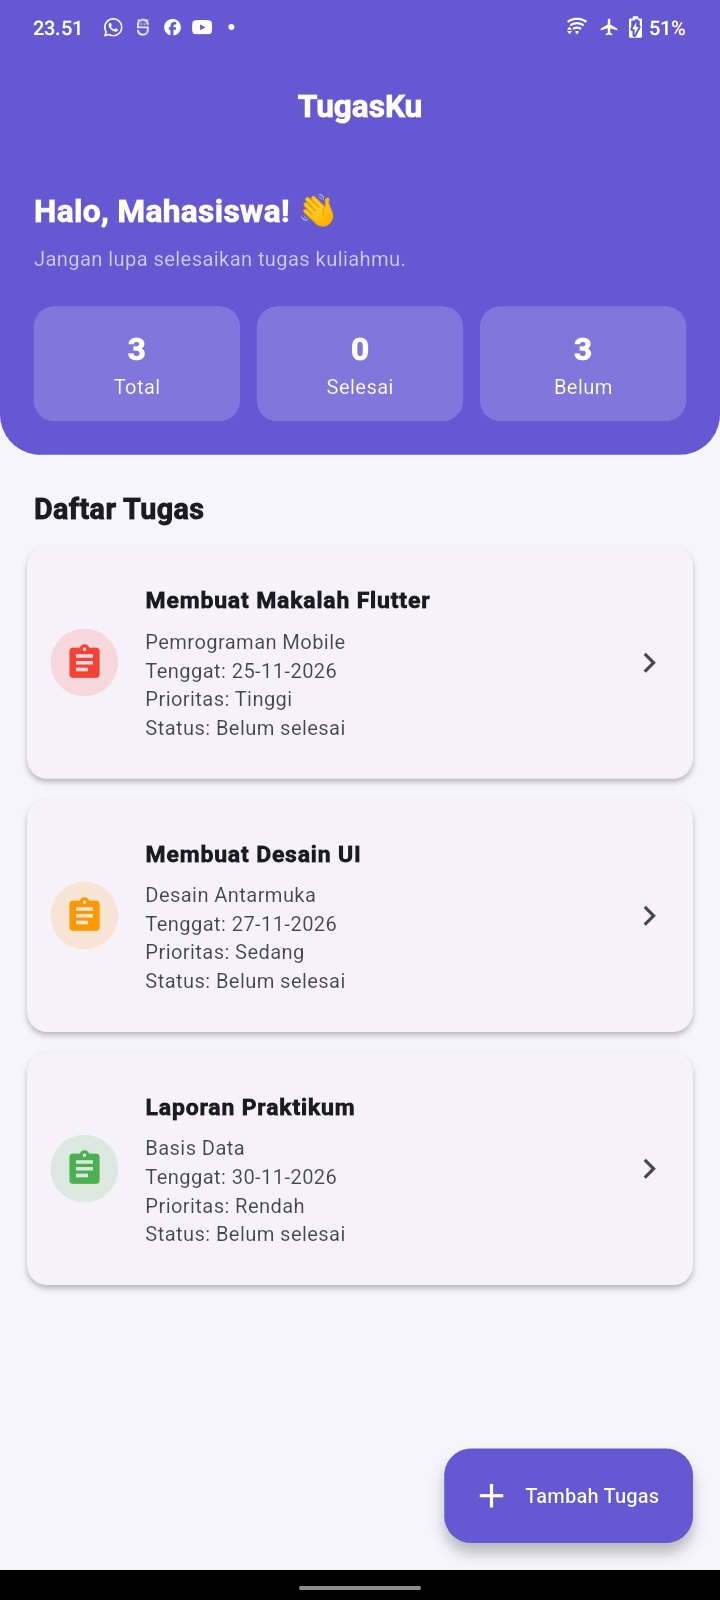 23.51 51%
TugasKu
Halo, Mahasiswa! 👋
Jangan lupa selesaikan tugas kuliahmu.
3 0 3
Total Selesai Belum
Daftar Tugas
Membuat Makalah Flutter
Pemrograman Mobile
Tenggat: 25-11-2026
Prioritas: Tinggi
Status: Belum selesai
Membuat Desain UI
Desain Antarmuka
Tenggat: 27-11-2026
Prioritas: Sedang
Status: Belum selesai
Laporan Praktikum
Basis Data
Tenggat: 30-11-2026
Prioritas: Rendah
Status: Belum selesai
Tambah Tugas